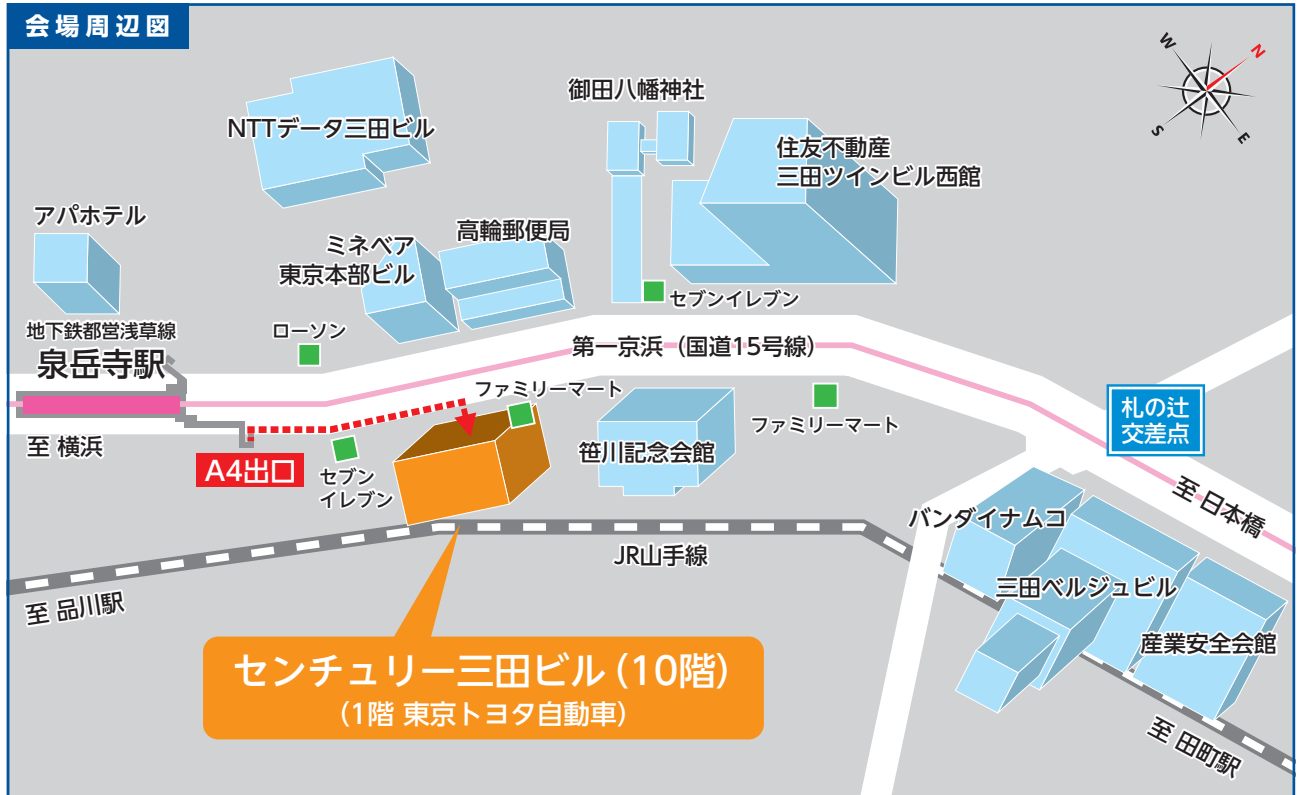 会場周辺図
W
N
S
E
御田八幡神社
NTTデータ三田ビル
住友不動産
三田ツインビル西館
アパホテル
高輪郵便局
ミネベア
東京本部ビル
セブンイレブン
地下鉄都営浅草線
泉岳寺駅
ローソン
第一京浜（国道15号線）
ファミリーマート
札の辻
交差点
ファミリーマート
至 横浜
笹川記念会館
A4出口
セブン
イレブン
至 日本橋
バンダイナムコ
JR山手線
三田ベルジュビル
至 品川駅
産業安全会館
センチュリー三田ビル（10階）
（1階 東京トヨタ自動車）
至 田町駅